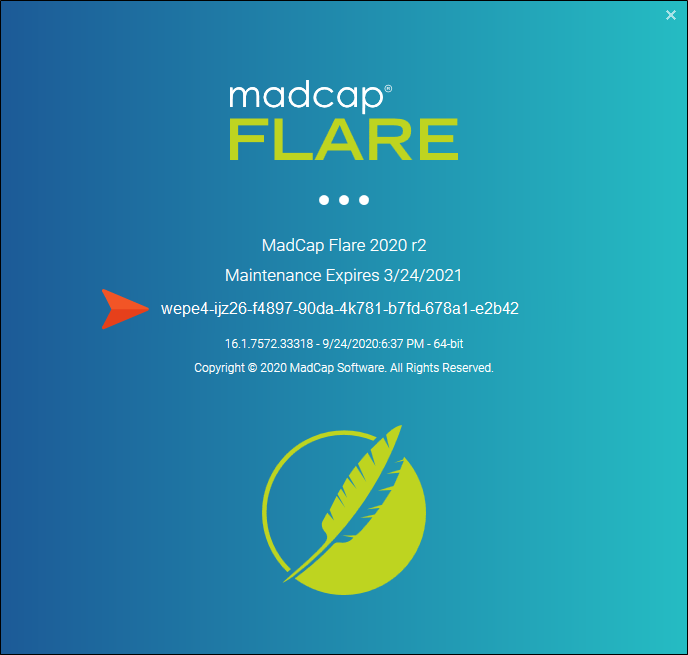 madcap®
FLARE
MadCap Flare 2020 r2
Maintenance Expires 3/24/2021
wepe4-ijz26-f4897-90da-4k781-b7fd-678a1-e2b42
16.1.7572.33318 - 9/24/2020:6:37 PM - 64-bit
Copyright © 2020 MadCap Software. All Rights Reserved.